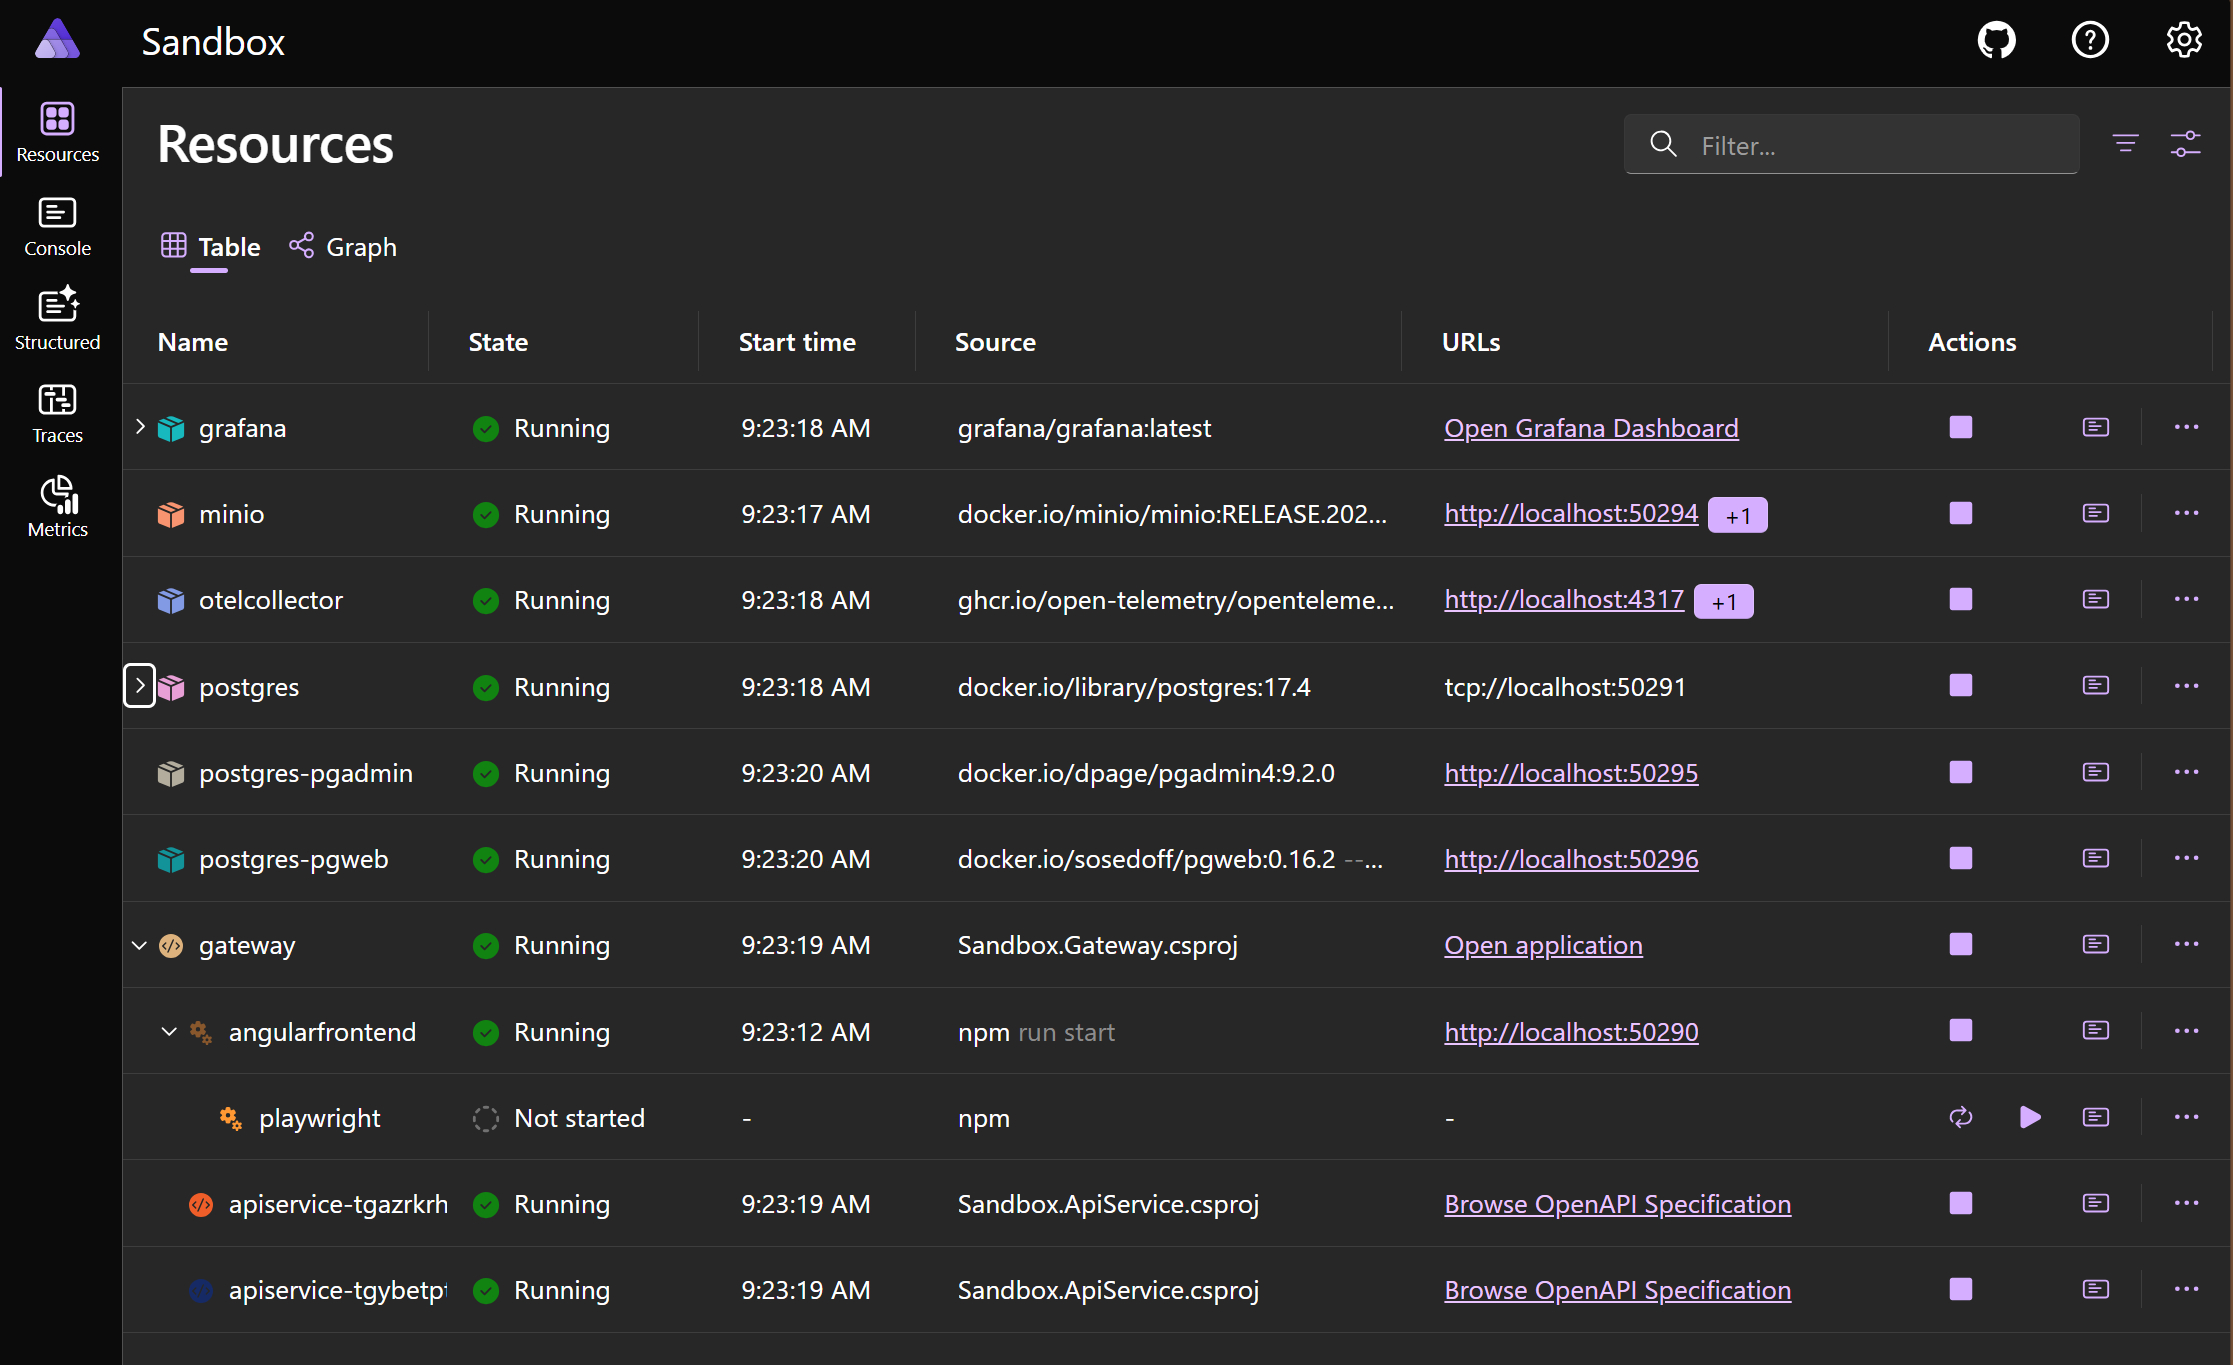 Sandbox
Resources
Console
Structured
Traces
Metrics
Resources
Filter...
Table Graph
Name State Start time Source URLs Actions
grafana Running 9:23:18 AM grafana/grafana:latest Open Grafana Dashboard
minio Running 9:23:17 AM docker.io/minio/minio:RELEASE.202... http://localhost:50294 +1
otelcollector Running 9:23:18 AM ghcr.io/open-telemetry/openteleme... http://localhost:4317 +1
postgres Running 9:23:18 AM docker.io/library/postgres:17.4 tcp://localhost:50291
postgres-pgadmin Running 9:23:20 AM docker.io/dpage/pgadmin4:9.2.0 http://localhost:50295
postgres-pgweb Running 9:23:20 AM docker.io/sosedoff/pgweb:0.16.2 --... http://localhost:50296
gateway Running 9:23:19 AM Sandbox.Gateway.csproj Open application
angularfrontend Running 9:23:12 AM npm run start http://localhost:50290
playwright Not started - npm -
apiservice-tgazrkrh Running 9:23:19 AM Sandbox.ApiService.csproj Browse OpenAPI Specification
apiservice-tgybetpt Running 9:23:19 AM Sandbox.ApiService.csproj Browse OpenAPI Specification